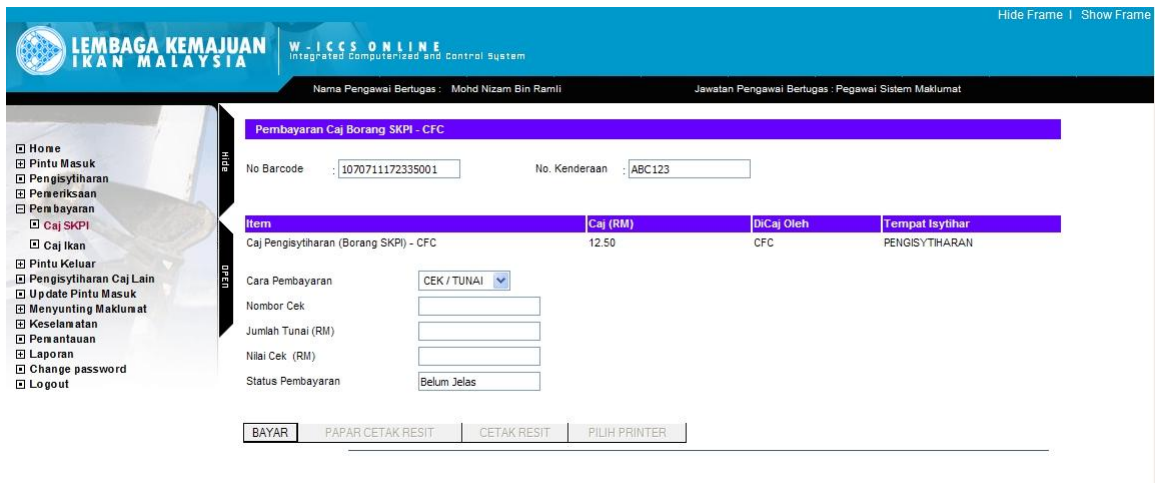 Hide Frame | Show Frame
LEMBAGA KEMAJUAN
IKAN MALAYSIA
W-ICCS ONLINE
Integrated Computerized and Control System
Nama Pengawai Bertugas : Mohd Nizam Bin Ramli Jawatan Pengawai Bertugas : Pegawai Sistem Maklumat
Home
Pintu Masuk
Pengisytiharan
Pemeriksaan
Pembayaran
Caj SKPI
Caj Ikan
Pintu Keluar
Pengisytiharan Caj Lain
Update Pintu Masuk
Menyunting Maklumat
Keselamatan
Pemantauan
Laporan
Change password
Logout
Hide
OPEN
Pembayaran Caj Borang SKPI - CFC
No Barcode : 1070711172335001 No. Kenderaan : ABC123
Item Caj (RM) DiCaj Oleh Tempat Isytihar
Caj Pengisytiharan (Borang SKPI) - CFC 12.50 CFC PENGISYTIHARAN
Cara Pembayaran CEK / TUNAI
Nombor Cek
Jumlah Tunai (RM)
Nilai Cek (RM)
Status Pembayaran Belum Jelas
BAYAR PAPAR CETAK RESIT CETAK RESIT PILIH PRINTER